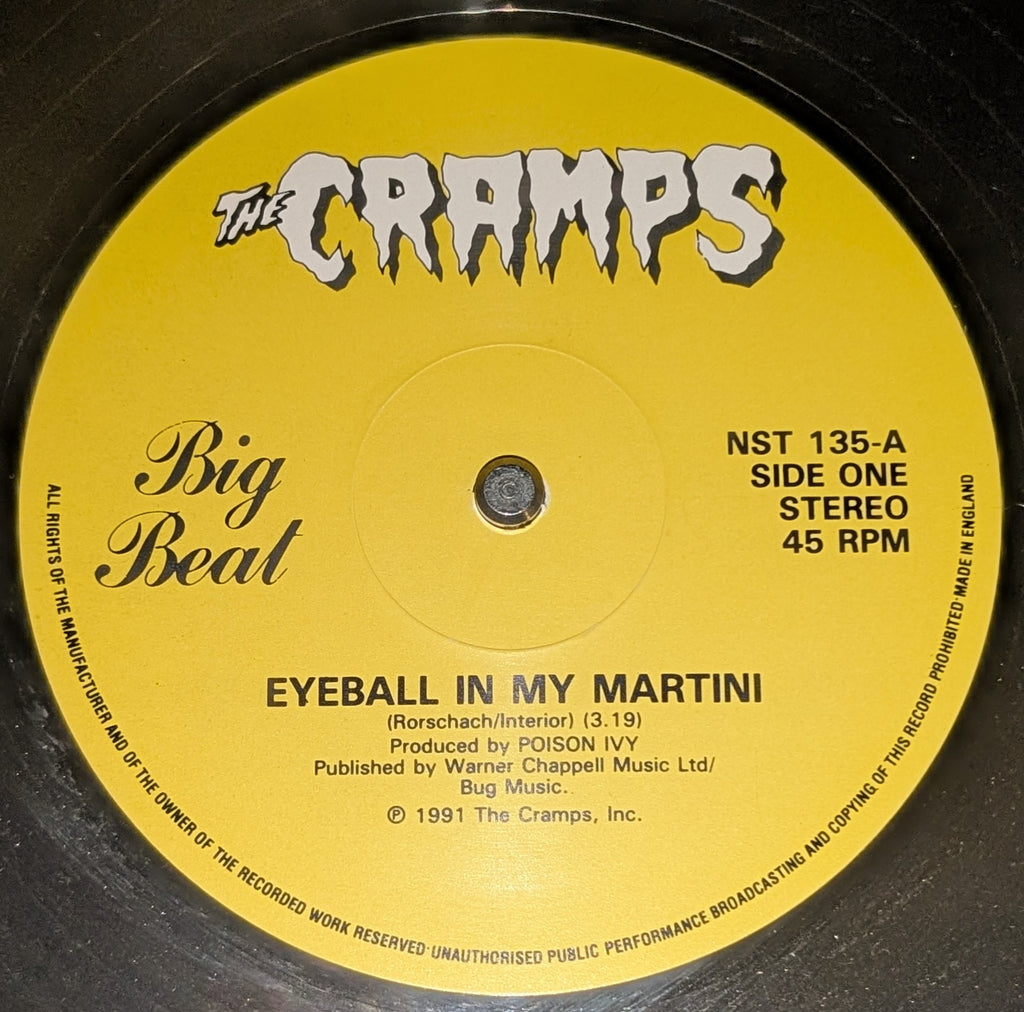 THE CRAMPS
Big
Beat
NST 135-A
SIDE ONE
STEREO
45 RPM
EYEBALL IN MY MARTINI
(Rorschach/Interior) (3.19)
Produced by POISON IVY
Published by Warner Chappell Music Ltd/
Bug Music..
℗ 1991 The Cramps, Inc.
ALL RIGHTS OF THE MANUFACTURER AND OF THE OWNER OF THE RECORDED WORK RESERVED·UNAUTHORISED PUBLIC PERFORMANCE BROADCASTING AND COPYING OF THIS RECORD PROHIBITED·MADE IN ENGLAND